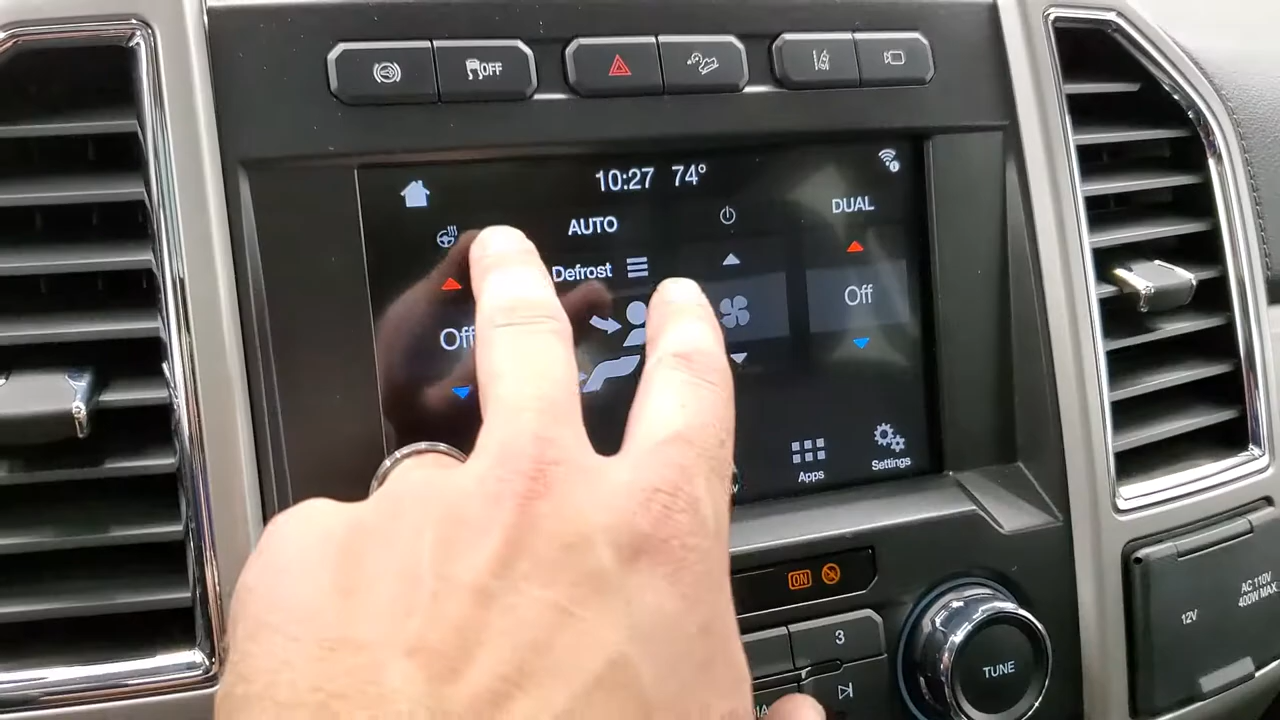 OFF
10:27 74°
AUTO
DUAL
Defrost
Off
Off
Apps
Settings
ON
3
TUNE
12V
AC 110V
400W MAX